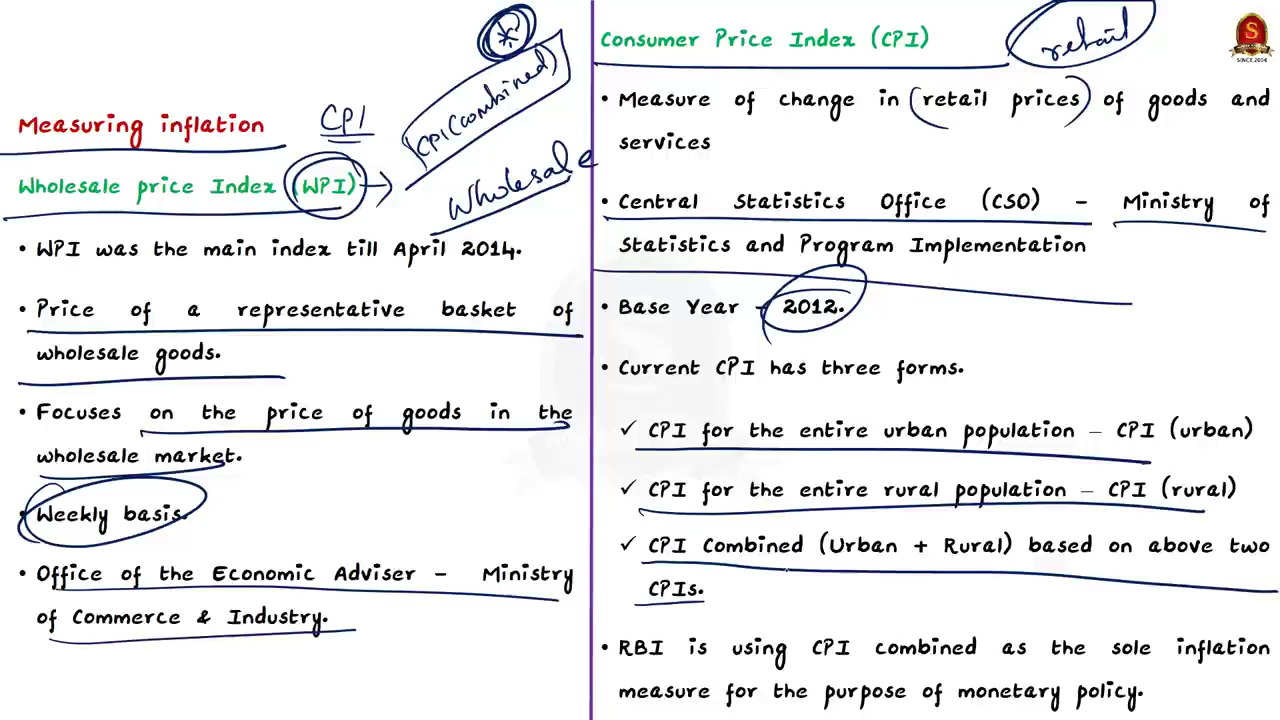 Measuring inflation
CPI
CPI (combined)
Wholesale price Index (WPI)
Wholesale
• WPI was the main index till April 2014.
• Price of a representative basket of
wholesale goods.
• Focuses on the price of goods in the
wholesale market.
• Weekly basis.
• Office of the Economic Adviser – Ministry
of Commerce & Industry.
Consumer Price Index (CPI)
retail
• Measure of change in retail prices of goods and
services
• Central Statistics Office (CSO) – Ministry of
Statistics and Program Implementation
• Base Year – 2012.
• Current CPI has three forms.
✓ CPI for the entire urban population – CPI (urban)
✓ CPI for the entire rural population – CPI (rural)
✓ CPI Combined (Urban + Rural) based on above two
CPIs.
• RBI is using CPI combined as the sole inflation
measure for the purpose of monetary policy.
S
SINCE 2004